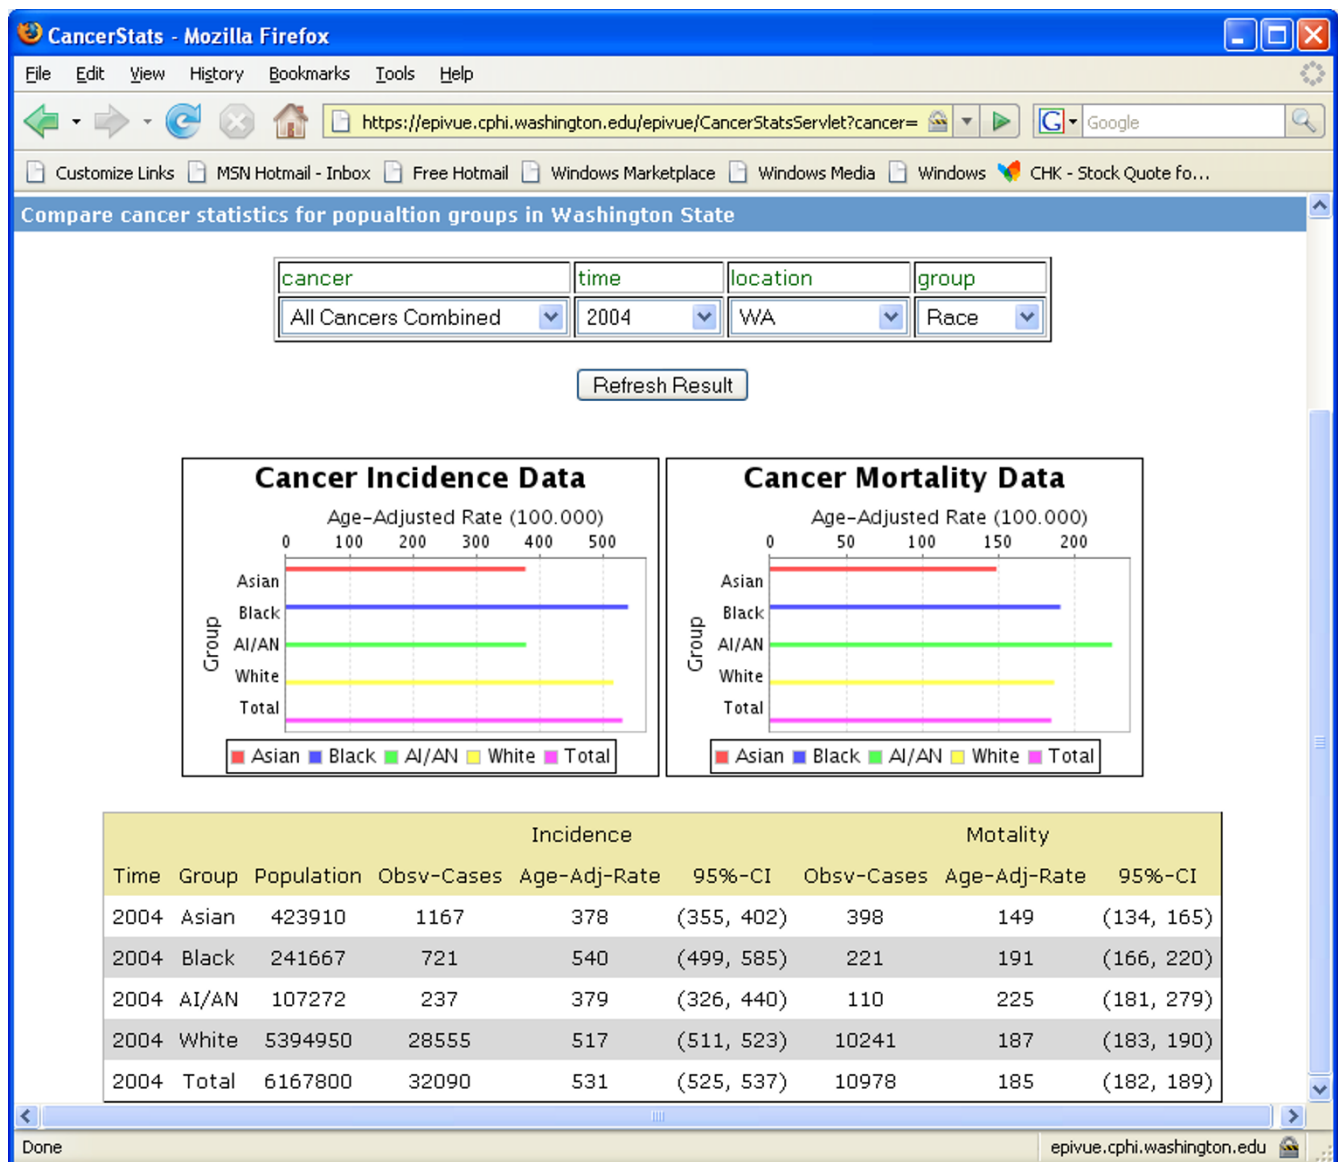 CancerStats - Mozilla Firefox
File Edit View History Bookmarks Tools Help
https://epivue.cphi.washington.edu/epivue/CancerStatsServlet?cancer= G Google
Customize Links MSN Hotmail - Inbox Free Hotmail Windows Marketplace Windows Media Windows CHK - Stock Quote fo...
Compare cancer statistics for popualtion groups in Washington State
cancer time location group
All Cancers Combined 2004 WA Race
Refresh Result
Cancer Incidence Data
Age-Adjusted Rate (100.000)
0 100 200 300 400 500
Group
Asian
Black
AI/AN
White
Total
Asian Black AI/AN White Total
Cancer Mortality Data
Age-Adjusted Rate (100.000)
0 50 100 150 200
Group
Asian
Black
AI/AN
White
Total
Asian Black AI/AN White Total
Incidence Motality
Time Group Population Obsv-Cases Age-Adj-Rate 95%-CI Obsv-Cases Age-Adj-Rate 95%-CI
2004 Asian 423910 1167 378 (355, 402) 398 149 (134, 165)
2004 Black 241667 721 540 (499, 585) 221 191 (166, 220)
2004 AI/AN 107272 237 379 (326, 440) 110 225 (181, 279)
2004 White 5394950 28555 517 (511, 523) 10241 187 (183, 190)
2004 Total 6167800 32090 531 (525, 537) 10978 185 (182, 189)
Done epivue.cphi.washington.edu